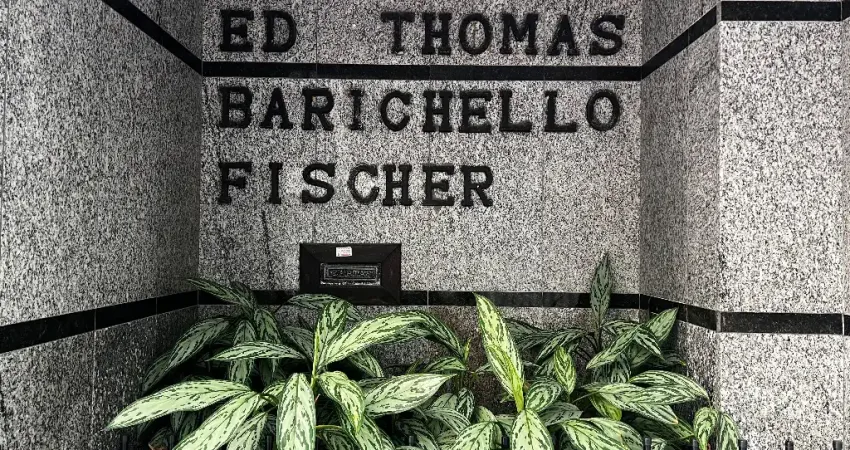 ED THOMAS
BARICHELLO
FISCHER